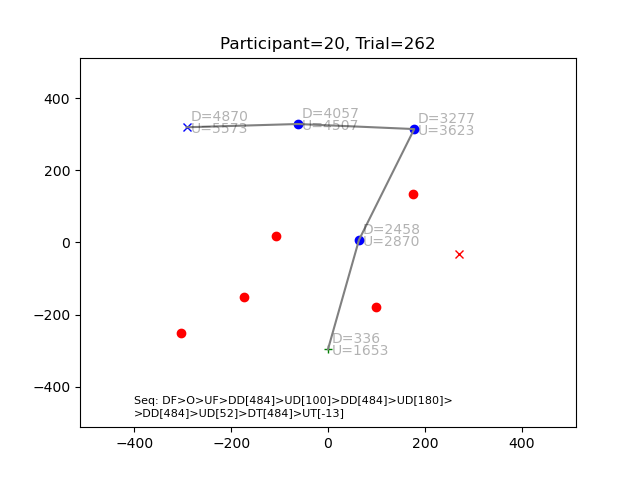 Participant=20, Trial=262
400
200
0
−200
−400
−400
−200
0
200
400
D=4870
U=5573
D=4057
U=4507
D=3277
U=3623
D=2458
U=2870
D=336
U=1653
Seq: DF>O>UF>DD[484]>UD[100]>DD[484]>UD[180]>
>DD[484]>UD[52]>DT[484]>UT[-13]